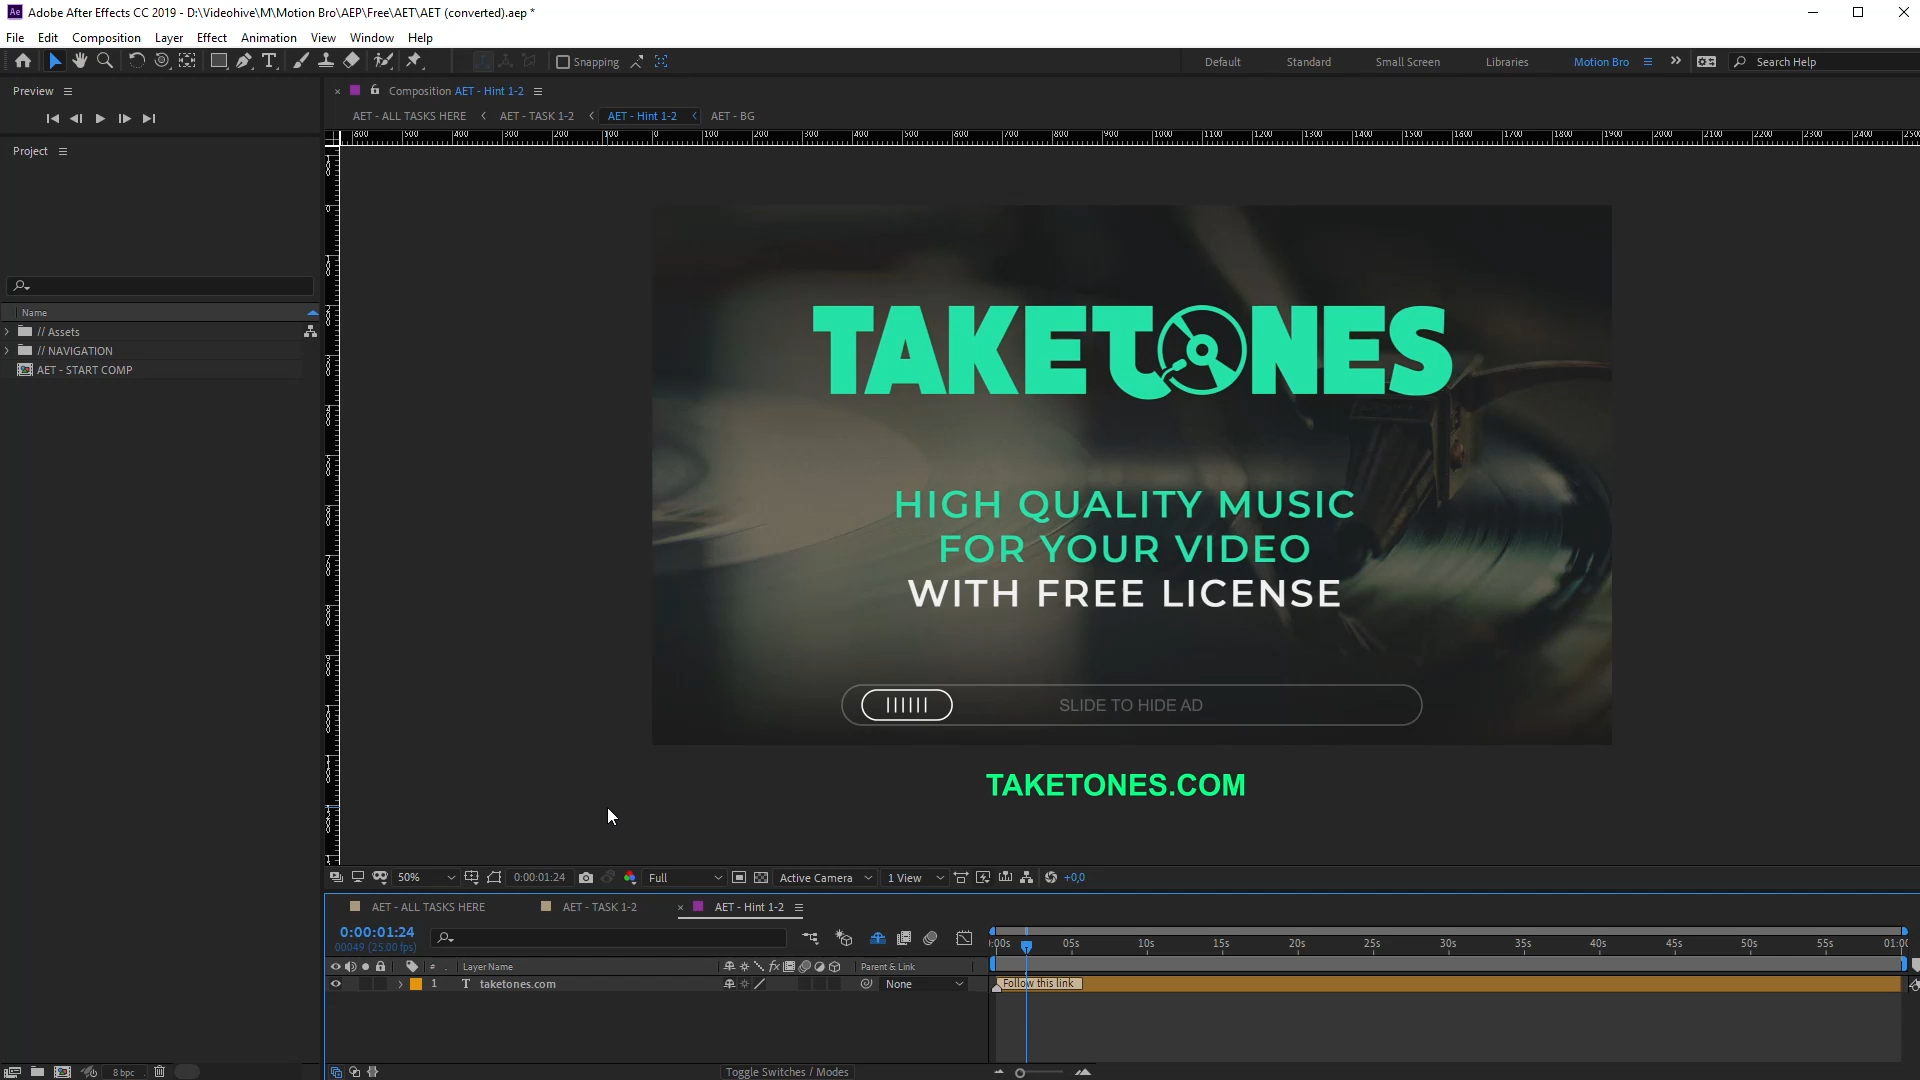 Adobe After Effects CC 2019 - D:\Videohive\M\Motion Bro\AEP\Free\AET\AET (converted).aep *
File Edit Composition Layer Effect Animation View Window Help
Snapping
Default Standard Small Screen Libraries Motion Bro Search Help
Preview
Composition AET - Hint 1-2
AET - ALL TASKS HERE AET - TASK 1-2 AET - Hint 1-2 AET - BG
Project
Name
// Assets
// NAVIGATION
AET - START COMP
TAKETONES
HIGH QUALITY MUSIC
FOR YOUR VIDEO
WITH FREE LICENSE
SLIDE TO HIDE AD
TAKETONES.COM
50% 0:00:01:24 Full Active Camera 1 View +0,0
AET - ALL TASKS HERE AET - TASK 1-2 AET - Hint 1-2
0:00:01:24
00049 (25.00 fps)
:00s 05s 10s 15s 20s 25s 30s 35s 40s 45s 50s 55s 01:00
# Layer Name Parent & Link
1 T taketones.com None Follow this link
8 bpc Toggle Switches / Modes